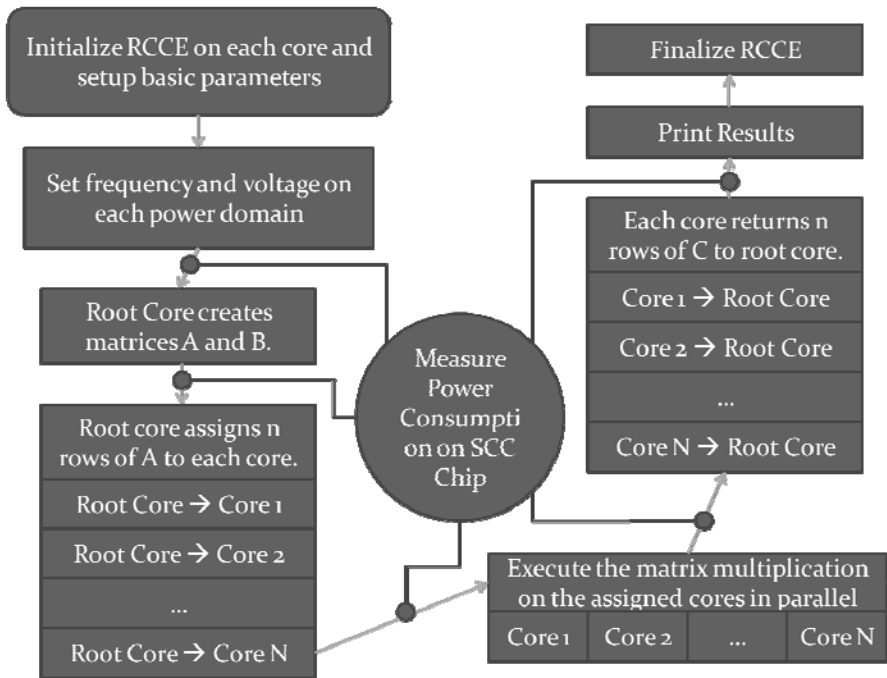 Initialize RCCE on each core and
setup basic parameters
Set frequency and voltage on
each power domain
Root Core creates
matrices A and B.
Root core assigns n
rows of A to each core.
Root Core → Core 1
Root Core → Core 2
...
Root Core → Core N
Measure
Power
Consumpti
on on SCC
Chip
Execute the matrix multiplication
on the assigned cores in parallel
Core 1
Core 2
...
Core N
Each core returns n
rows of C to root core.
Core 1 → Root Core
Core 2 → Root Core
...
Core N → Root Core
Print Results
Finalize RCCE